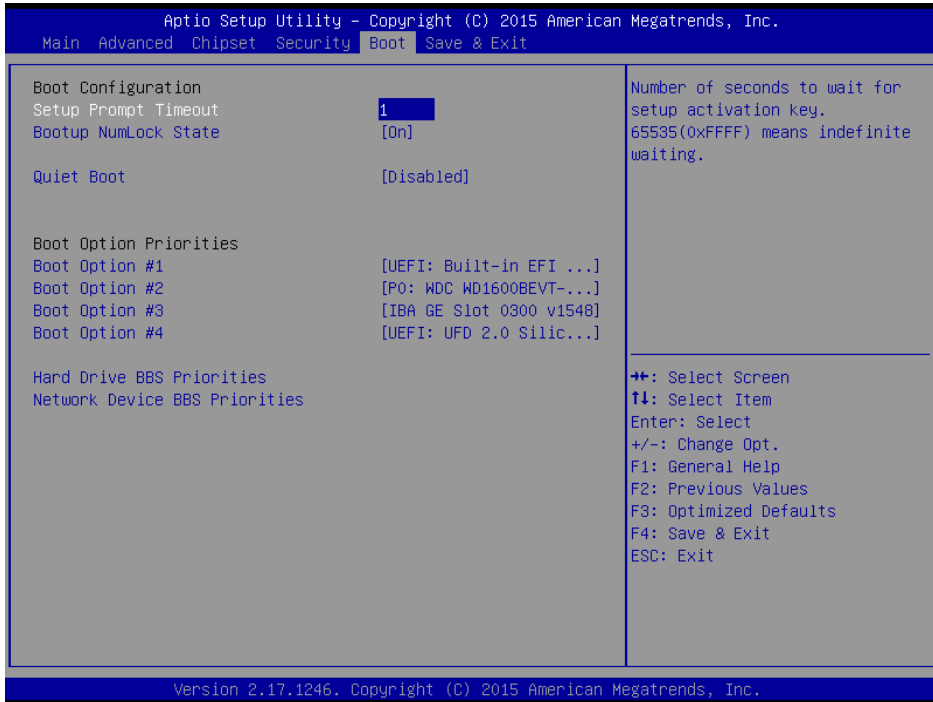 Aptio Setup Utility – Copyright (C) 2015 American Megatrends, Inc.
Main Advanced Chipset Security Boot Save & Exit
Boot Configuration
Setup Prompt Timeout 1
Bootup NumLock State [On]
Quiet Boot [Disabled]
Boot Option Priorities
Boot Option #1 [UEFI: Built-in EFI ...]
Boot Option #2 [P0: WDC WD1600BEVT-...]
Boot Option #3 [IBA GE Slot 0300 v1548]
Boot Option #4 [UEFI: UFD 2.0 Silic...]
Hard Drive BBS Priorities
Network Device BBS Priorities
Number of seconds to wait for
setup activation key.
65535(0xFFFF) means indefinite
waiting.
→←: Select Screen
↑↓: Select Item
Enter: Select
+/-: Change Opt.
F1: General Help
F2: Previous Values
F3: Optimized Defaults
F4: Save & Exit
ESC: Exit
Version 2.17.1246. Copyright (C) 2015 American Megatrends, Inc.